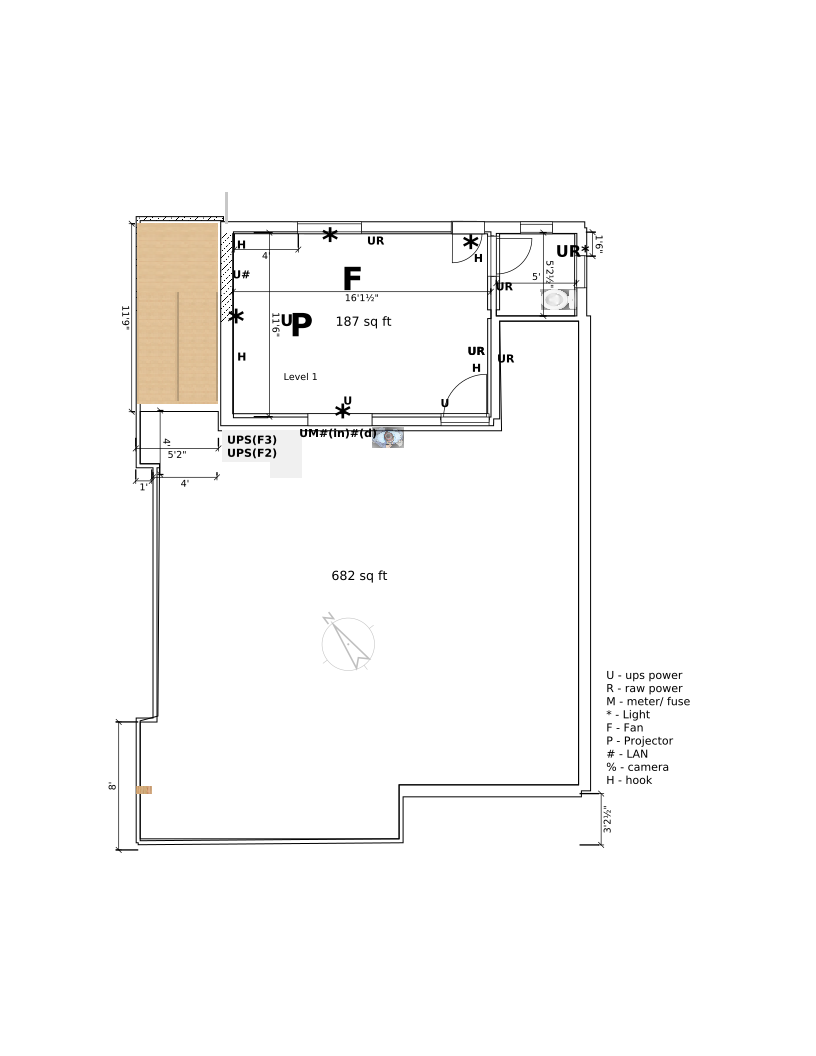 H
*
UR
*
H
UR*
1'6"
4'
U#
F
5'
5'2½"
UR
16'1½"
11'9"
*
11'6"
U
P
187 sq ft
H
UR
H
UR
Level 1
U
*
U
UM#(in)#(d)
UPS(F3)
UPS(F2)
4'
5'2"
1'
4'
682 sq ft
N
U - ups power
R - raw power
M - meter/ fuse
* - Light
F - Fan
P - Projector
# - LAN
% - camera
H - hook
8'
3'2½"